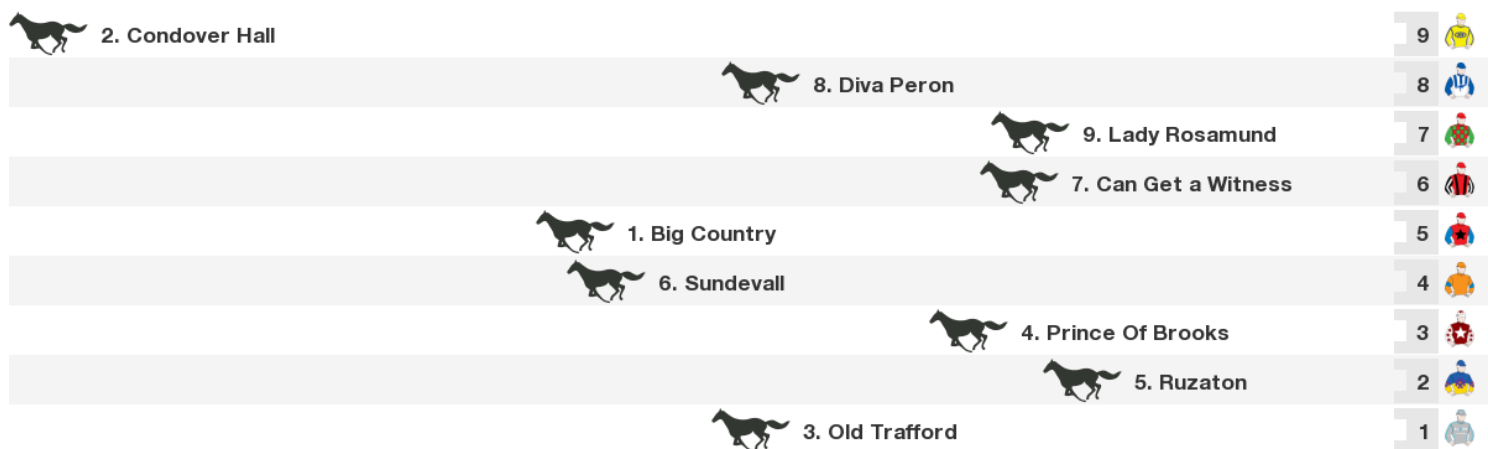 2. Condover Hall 9
8. Diva Peron 8
9. Lady Rosamund 7
7. Can Get a Witness 6
1. Big Country 5
6. Sundevall 4
4. Prince Of Brooks 3
5. Ruzaton 2
3. Old Trafford 1